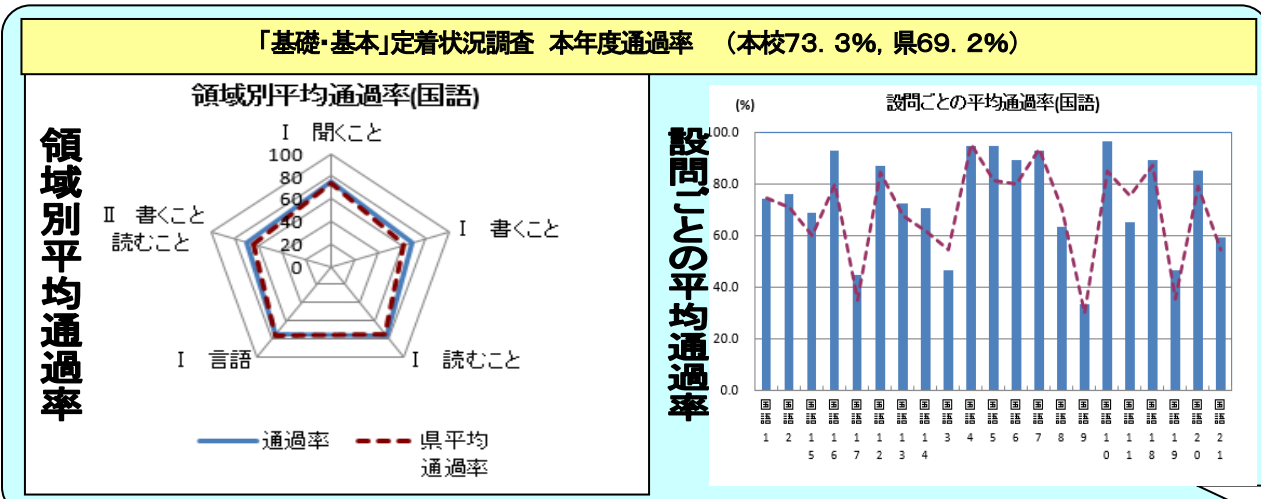 「基礎・基本」定着状況調査 本年度通過率 （本校73．3%，県69．2%）
領域別平均通過率
領域別平均通過率(国語)
Ⅰ 聞くこと
100
80
60
40
20
0
Ⅰ 書くこと
Ⅰ 読むこと
Ⅰ 言語
Ⅱ 書くこと
読むこと
通過率
県平均
通過率
設問ごとの平均通過率
設問ごとの平均通過率(国語)
(%)
100.0
80.0
60.0
40.0
20.0
0.0
国語1
国語2
国語15
国語16
国語17
国語12
国語13
国語14
国語3
国語4
国語5
国語6
国語7
国語8
国語9
国語10
国語11
国語18
国語19
国語20
国語21